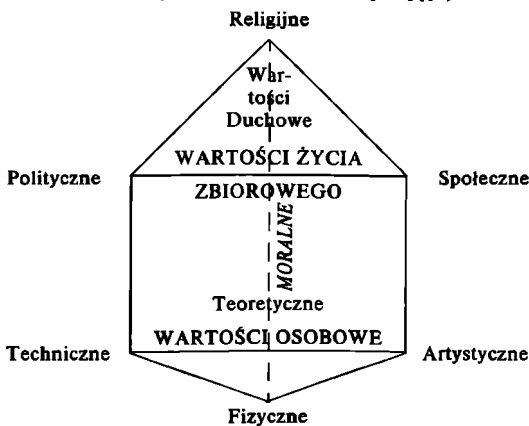 Religijne
War-
tości
Duchowe
WARTOŚCI ŻYCIA
Polityczne
Społeczne
ZBIOROWEGO
MORALNE
Teoretyczne
WARTOŚCI OSOBOWE
Techniczne
Artystyczne
Fizyczne